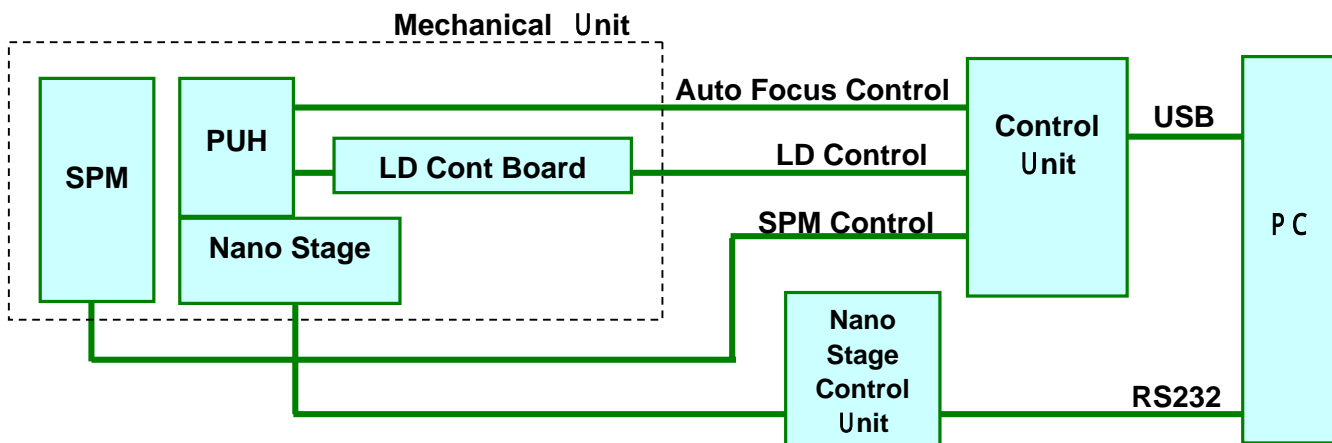 Mechanical Unit
SPM
PUH
LD Cont Board
Nano Stage
Auto Focus Control
LD Control
SPM Control
Control
Unit
USB
PC
Nano
Stage
Control
Unit
RS232